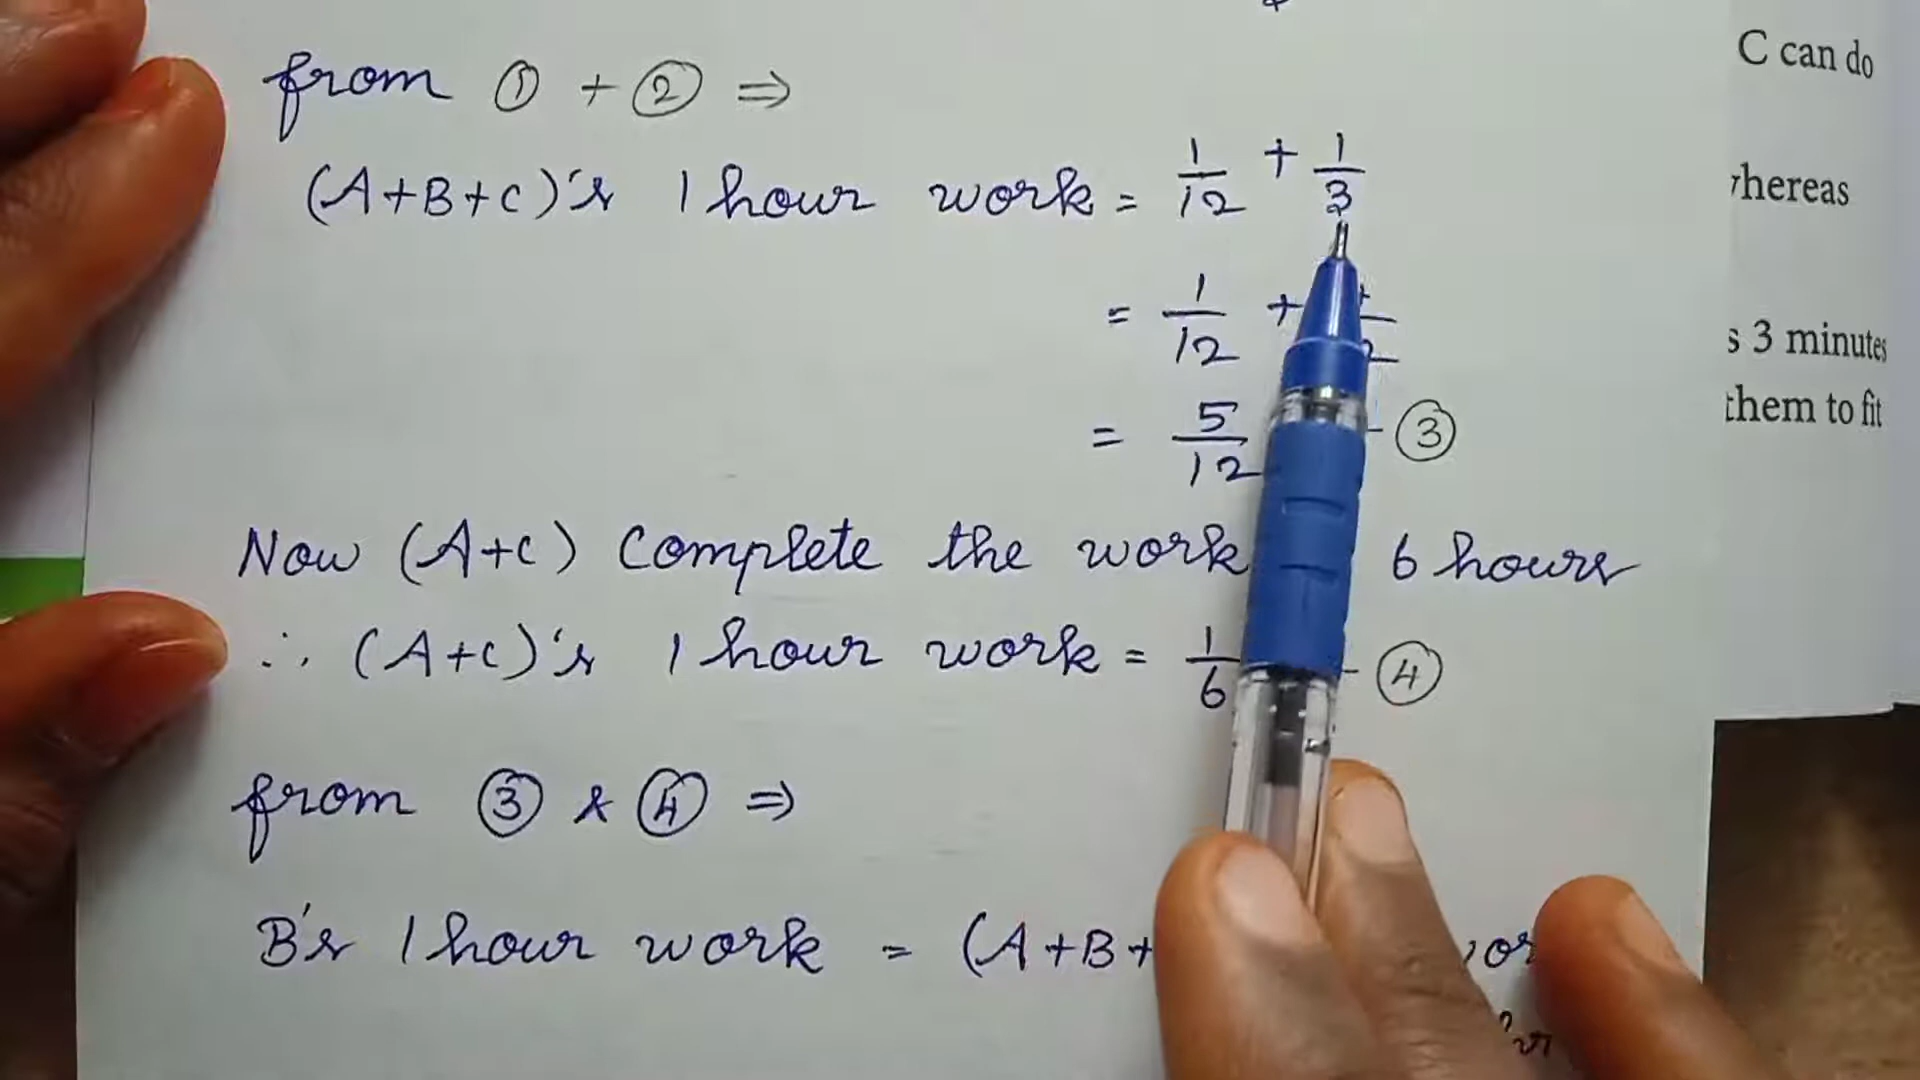 from ① + ② ⇒
(A+B+C)'s 1 hour work = 1/12 + 1/3
= 1/12 +
= 5/12 - ③
Now (A+C) Complete the work 6 hours
∴ (A+C)'s 1 hour work = 1/6 - ④
from ③ & ④ ⇒
B's 1 hour work = (A+B+
C can do
whereas
s 3 minutes
them to fit